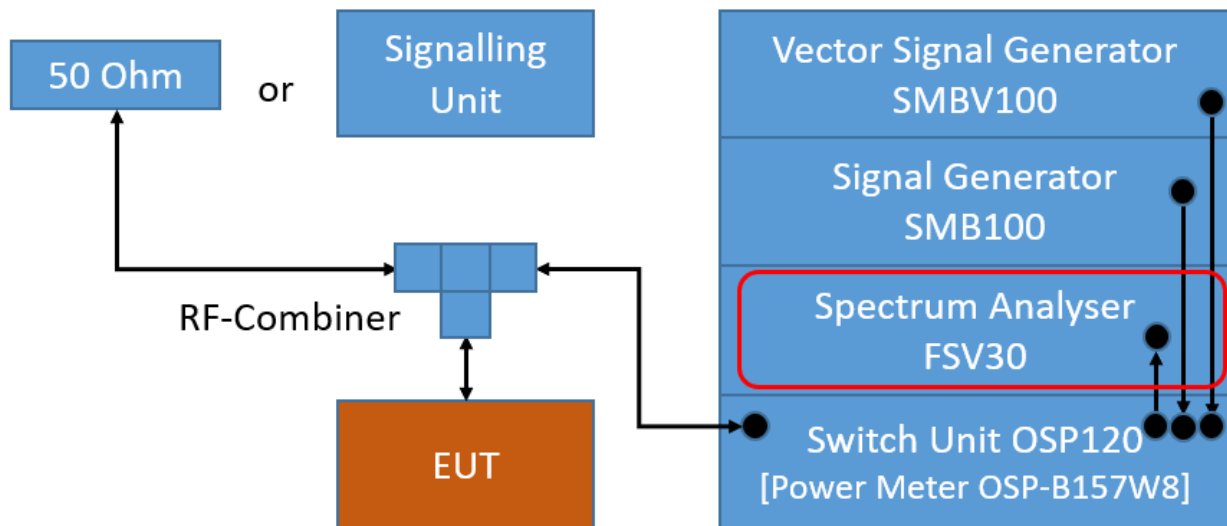 50 Ohm
or
Signalling
Unit
RF-Combiner
EUT
Vector Signal Generator
SMBV100
Signal Generator
SMB100
Spectrum Analyser
FSV30
Switch Unit OSP120
[Power Meter OSP-B157W8]